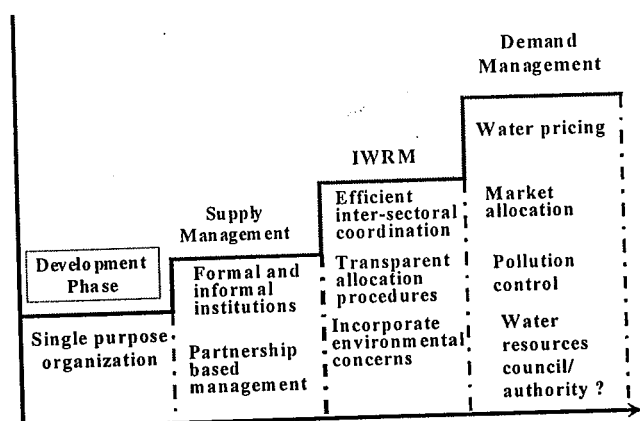 Development
Phase
Single purpose
organization
Supply
Management
Formal and
informal
institutions
Partnership
based
management
IWRM
Efficient
inter-sectoral
coordination
Transparent
allocation
procedures
Incorporate
environmental
concerns
Demand
Management
Water pricing
Market
allocation
Pollution
control
Water
resources
council/
authority ?